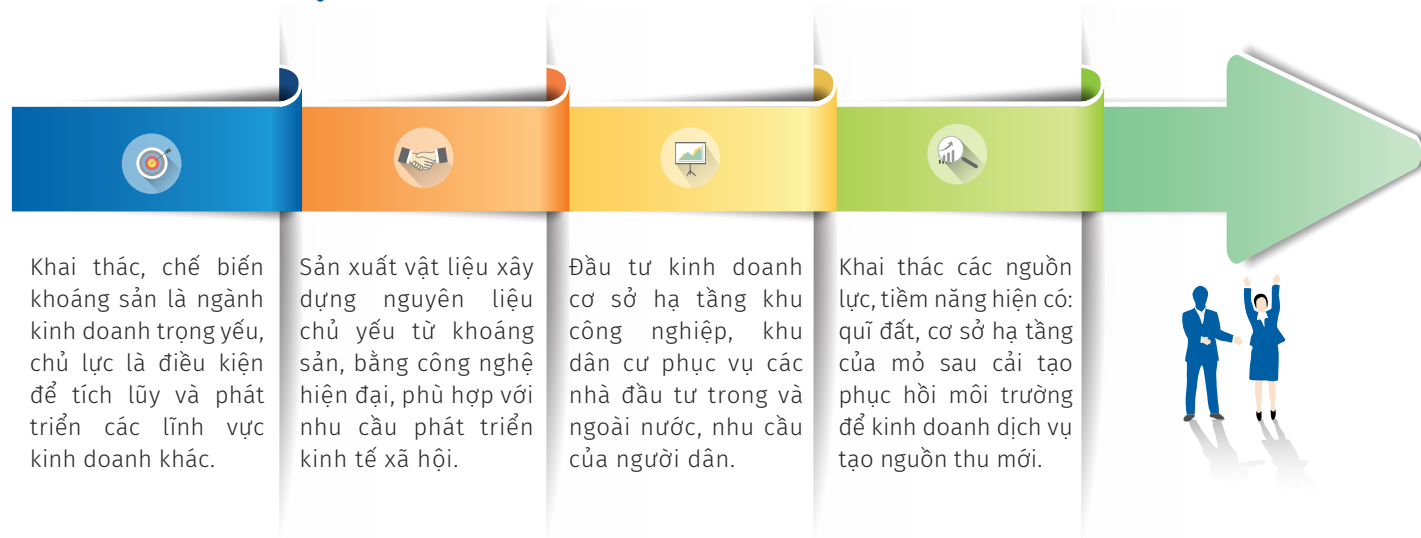 Khai thác, chế biến
khoáng sản là ngành
kinh doanh trọng yếu,
chủ lực là điều kiện
để tích lũy và phát
triển các lĩnh vực
kinh doanh khác.
Sản xuất vật liệu xây
dựng nguyên liệu
chủ yếu từ khoáng
sản, bằng công nghệ
hiện đại, phù hợp với
nhu cầu phát triển
kinh tế xã hội.
Đầu tư kinh doanh
cơ sở hạ tầng khu
công nghiệp, khu
dân cư phục vụ các
nhà đầu tư trong và
ngoài nước, nhu cầu
của người dân.
Khai thác các nguồn
lực, tiềm năng hiện có:
quĩ đất, cơ sở hạ tầng
của mỏ sau cải tạo
phục hồi môi trường
để kinh doanh dịch vụ
tạo nguồn thu mới.